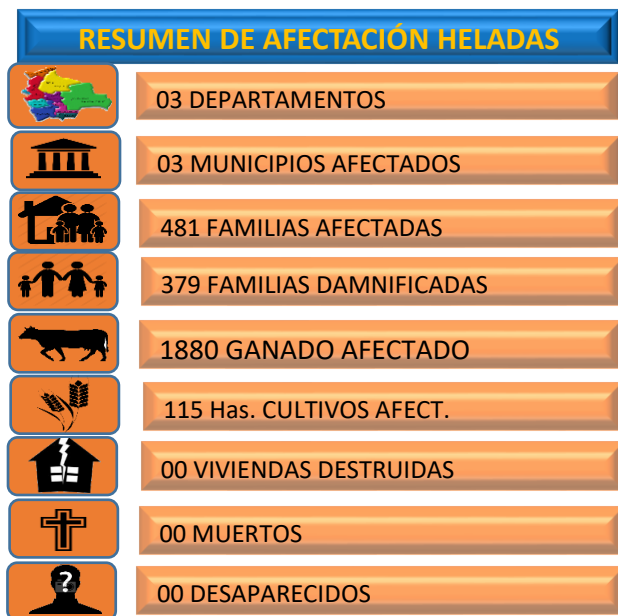 RESUMEN DE AFECTACIÓN HELADAS
03 DEPARTAMENTOS
03 MUNICIPIOS AFECTADOS
481 FAMILIAS AFECTADAS
379 FAMILIAS DAMNIFICADAS
1880 GANADO AFECTADO
115 Has. CULTIVOS AFECT.
00 VIVIENDAS DESTRUIDAS
00 MUERTOS
?
00 DESAPARECIDOS